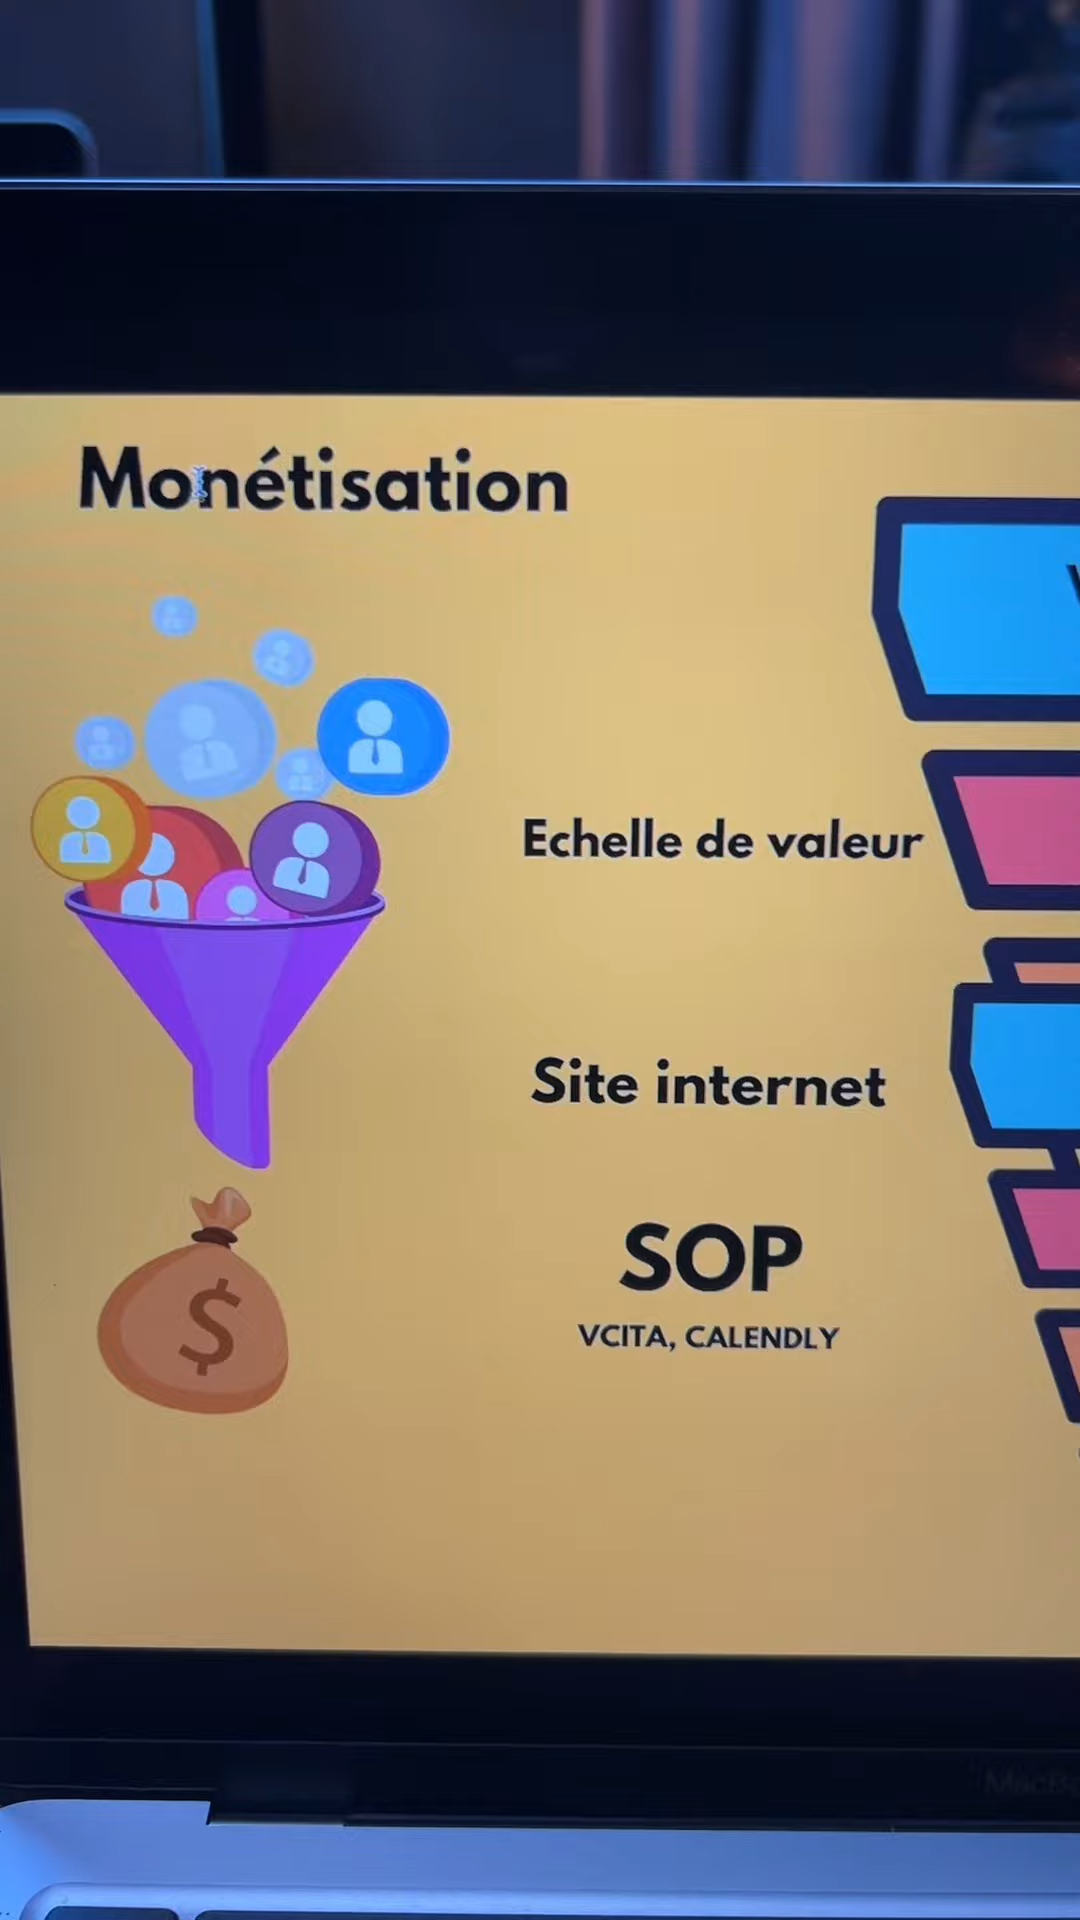 Monétisation
Echelle de valeur
Site internet
$
SOP
VCITA, CALENDLY